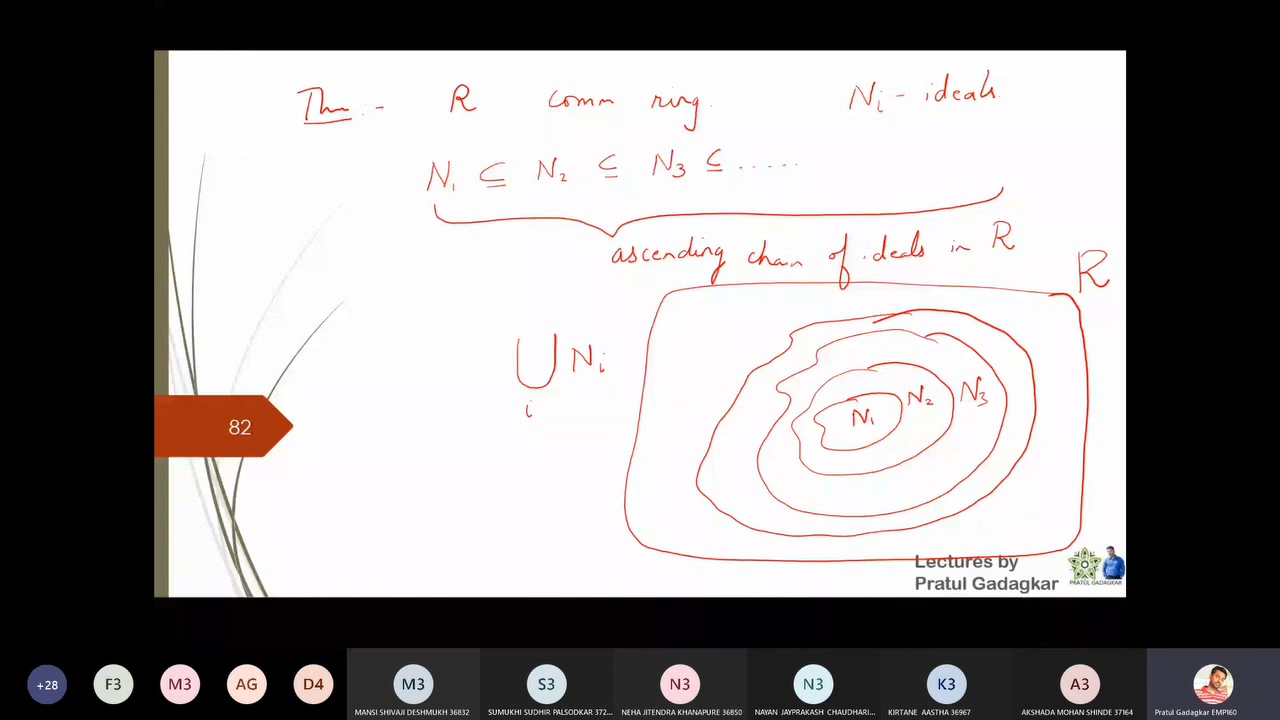 Thm :- R comm ring. Ni - ideals.
N₁ ⊆ N₂ ⊆ N₃ ⊆ ......
ascending chain of ideals in R
R
⋃ Ni
i
N₁ N₂ N₃
82
Lectures by
Pratul Gadagkar
PRATUL GADAGKAR
+28 F3 M3 AG D4 M3 S3 N3 N3 K3 A3
MANSI SHIVAJI DESHMUKH 36832 SUMUKHI SUDHIR PALSODKAR 372... NEHA JITENDRA KHANAPURE 36850 NAYAN JAYPRAKASH CHAUDHARI... KIRTANE AASTHA 36967 AKSHADA MOHAN SHINDE 37164 Pratul Gadagkar EMP160